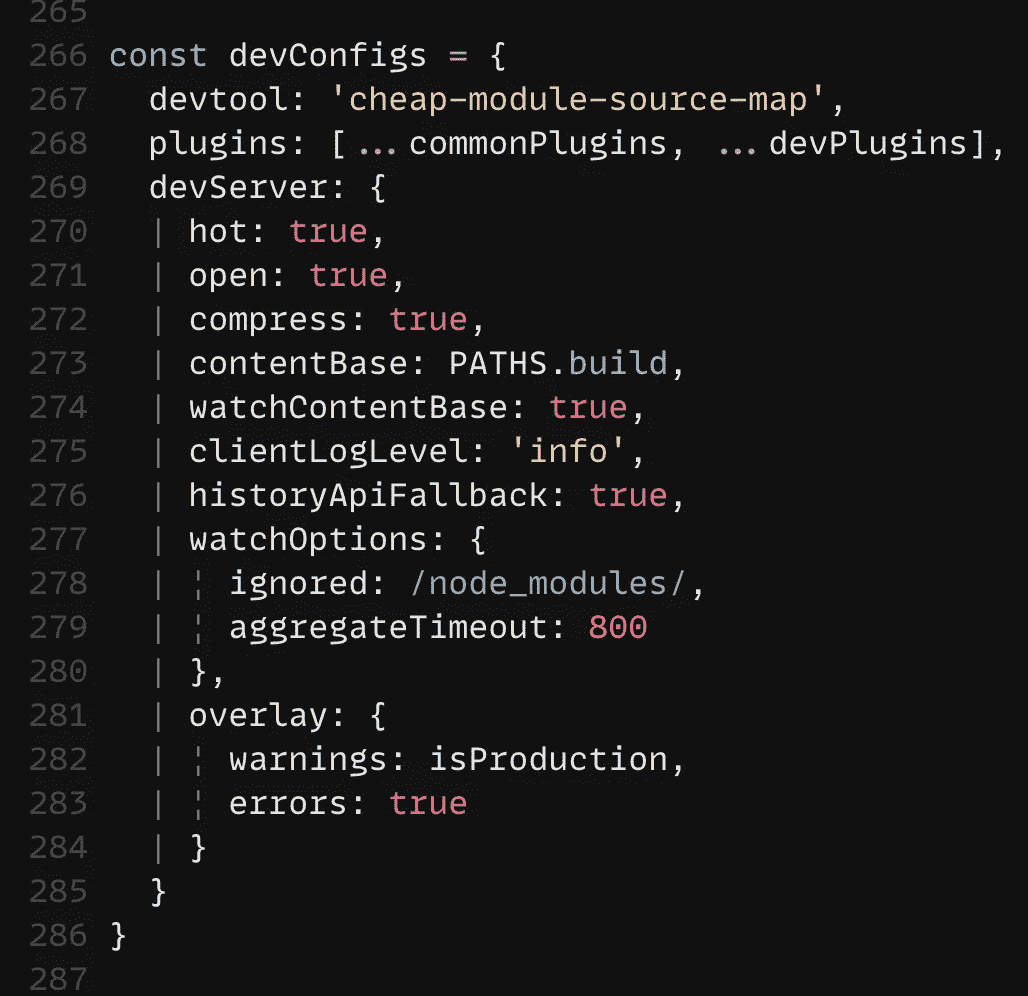 265
266 const devConfigs = {
267   devtool: 'cheap-module-source-map',
268   plugins: [...commonPlugins, ...devPlugins],
269   devServer: {
270   | hot: true,
271   | open: true,
272   | compress: true,
273   | contentBase: PATHS.build,
274   | watchContentBase: true,
275   | clientLogLevel: 'info',
276   | historyApiFallback: true,
277   | watchOptions: {
278   | ¦ ignored: /node_modules/,
279   | ¦ aggregateTimeout: 800
280   | },
281   | overlay: {
282   | ¦ warnings: isProduction,
283   | ¦ errors: true
284   | }
285   }
286 }
287